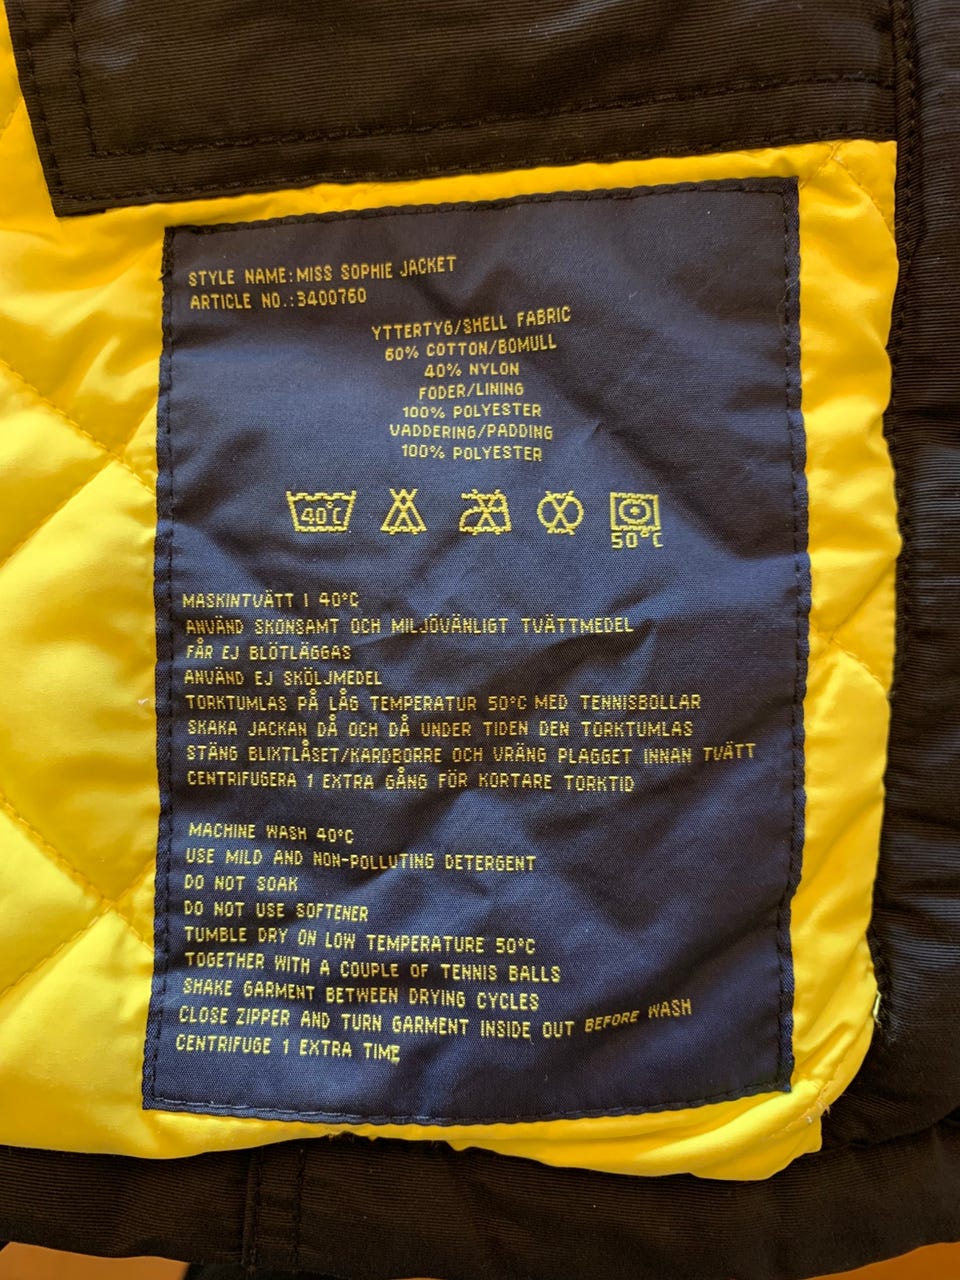 STYLE NAME: MISS SOPHIE JACKET
ARTICLE NO.: 3400760
YTTERTYG/SHELL FABRIC
60% COTTON/BOMULL
40% NYLON
FODER/LINING
100% POLYESTER
VADDERING/PADDING
100% POLYESTER
40°C
50°C
MASKINTVÄTT I 40°C
ANVÄND SKONSAMT OCH MILJÖVÄNLIGT TVÄTTMEDEL
FÅR EJ BLÖTLÄGGAS
ANVÄND EJ SKÖLJMEDEL
TORKTUMLAS PÅ LÅG TEMPERATUR 50°C MED TENNISBOLLAR
SKAKA JACKAN DÅ OCH DÅ UNDER TIDEN DEN TORKTUMLAS
STÄNG BLIXTLÅSET/KARDBORRE OCH VRÄNG PLAGGET INNAN TVÄTT
CENTRIFUGERA 1 EXTRA GÅNG FÖR KORTARE TORKTID
MACHINE WASH 40°C
USE MILD AND NON-POLLUTING DETERGENT
DO NOT SOAK
DO NOT USE SOFTENER
TUMBLE DRY ON LOW TEMPERATURE 50°C
TOGETHER WITH A COUPLE OF TENNIS BALLS
SHAKE GARMENT BETWEEN DRYING CYCLES
CLOSE ZIPPER AND TURN GARMENT INSIDE OUT BEFORE WASH
CENTRIFUGE 1 EXTRA TIME